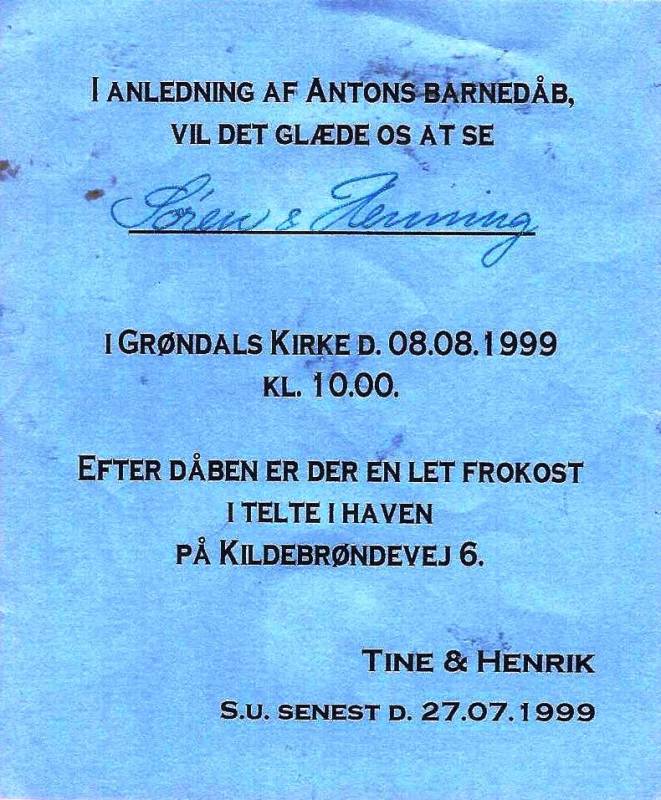 I ANLEDNING AF ANTONS BARNEDÅB,
VIL DET GLÆDE OS AT SE
Sören & Henning
I GRØNDALS KIRKE D. 08.08.1999
KL. 10.00.
EFTER DÅBEN ER DER EN LET FROKOST
I TELTE I HAVEN
PÅ KILDEBRØNDEVEJ 6.
TINE & HENRIK
S.U. SENEST D. 27.07.1999